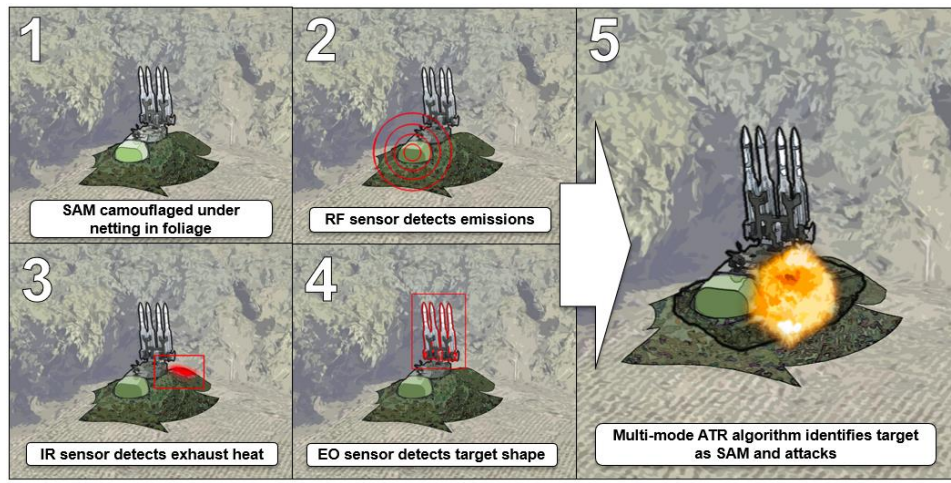 1
SAM camouflaged under
netting in foliage
2
RF sensor detects emissions
3
IR sensor detects exhaust heat
4
EO sensor detects target shape
5
Multi-mode ATR algorithm identifies target
as SAM and attacks